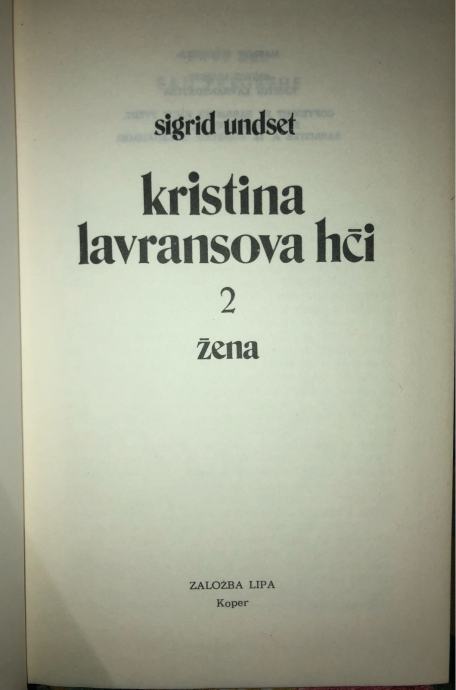 sigrid undset
kristina
lavransova hči
2
žena
ZALOŽBA LIPA
Koper